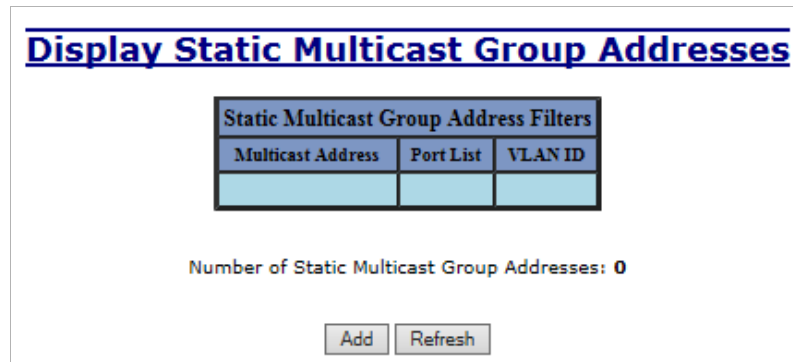 Display Static Multicast Group Addresses
Static Multicast Group Address Filters
Multicast Address Port List VLAN ID
Number of Static Multicast Group Addresses: 0
Add Refresh